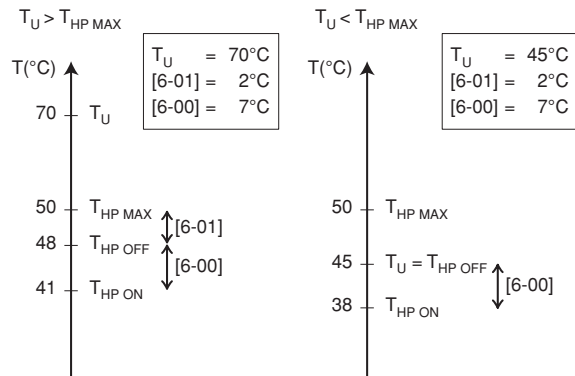 T_U > T_HP MAX
T_U = 70°C
[6-01] = 2°C
[6-00] = 7°C
T(°C)
70 T_U
50 T_HP MAX
[6-01]
48 T_HP OFF
[6-00]
41 T_HP ON
T_U < T_HP MAX
T_U = 45°C
[6-01] = 2°C
[6-00] = 7°C
T(°C)
50 T_HP MAX
45 T_U = T_HP OFF
[6-00]
38 T_HP ON